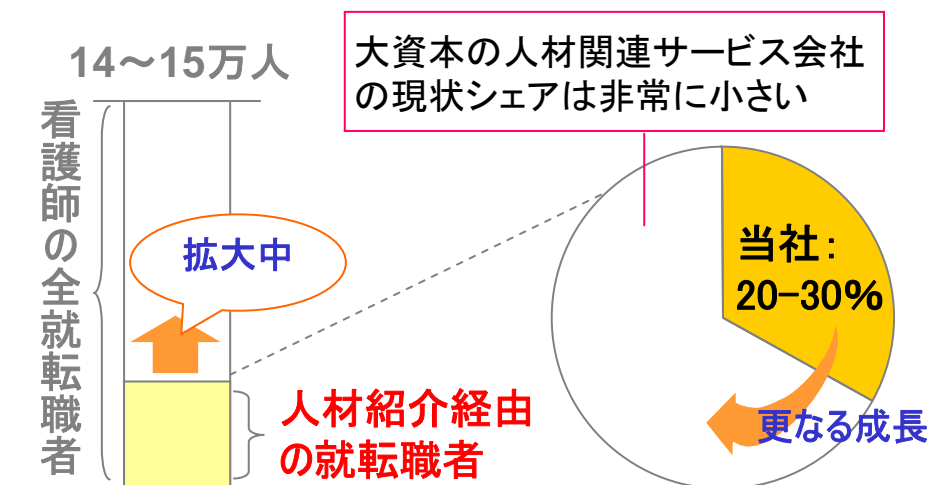 14～15万人
大資本の人材関連サービス会社
の現状シェアは非常に小さい
看護師の全就転職者
拡大中
当社：
20-30%
人材紹介経由
の就転職者
更なる成長